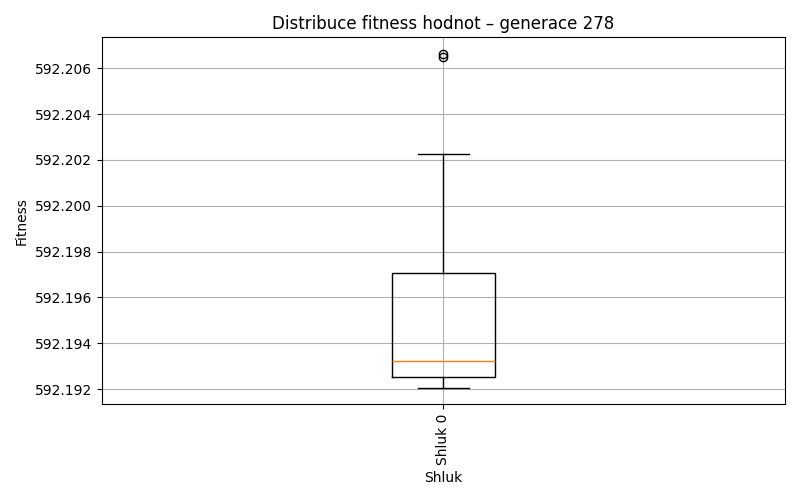 Distribuce fitness hodnot – generace 278
592.206
592.204
592.202
592.200
592.198
592.196
592.194
592.192
Fitness
Shluk 0
Shluk